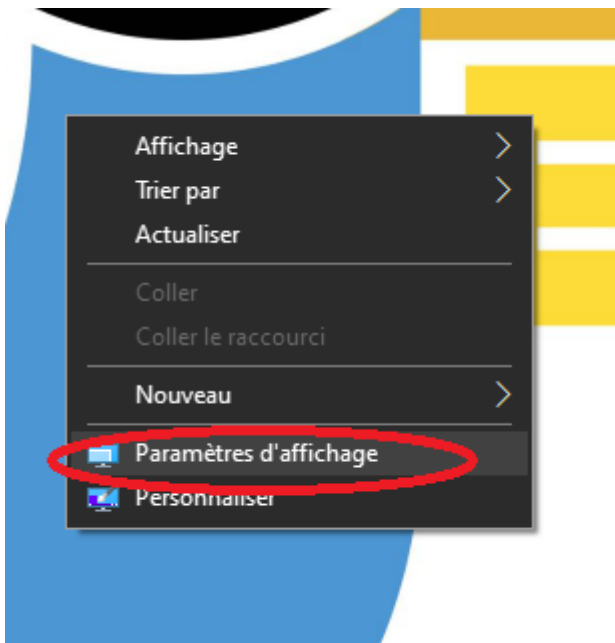 Affichage
Trier par
Actualiser
Coller
Coller le raccourci
Nouveau
Paramètres d'affichage
Personnaliser